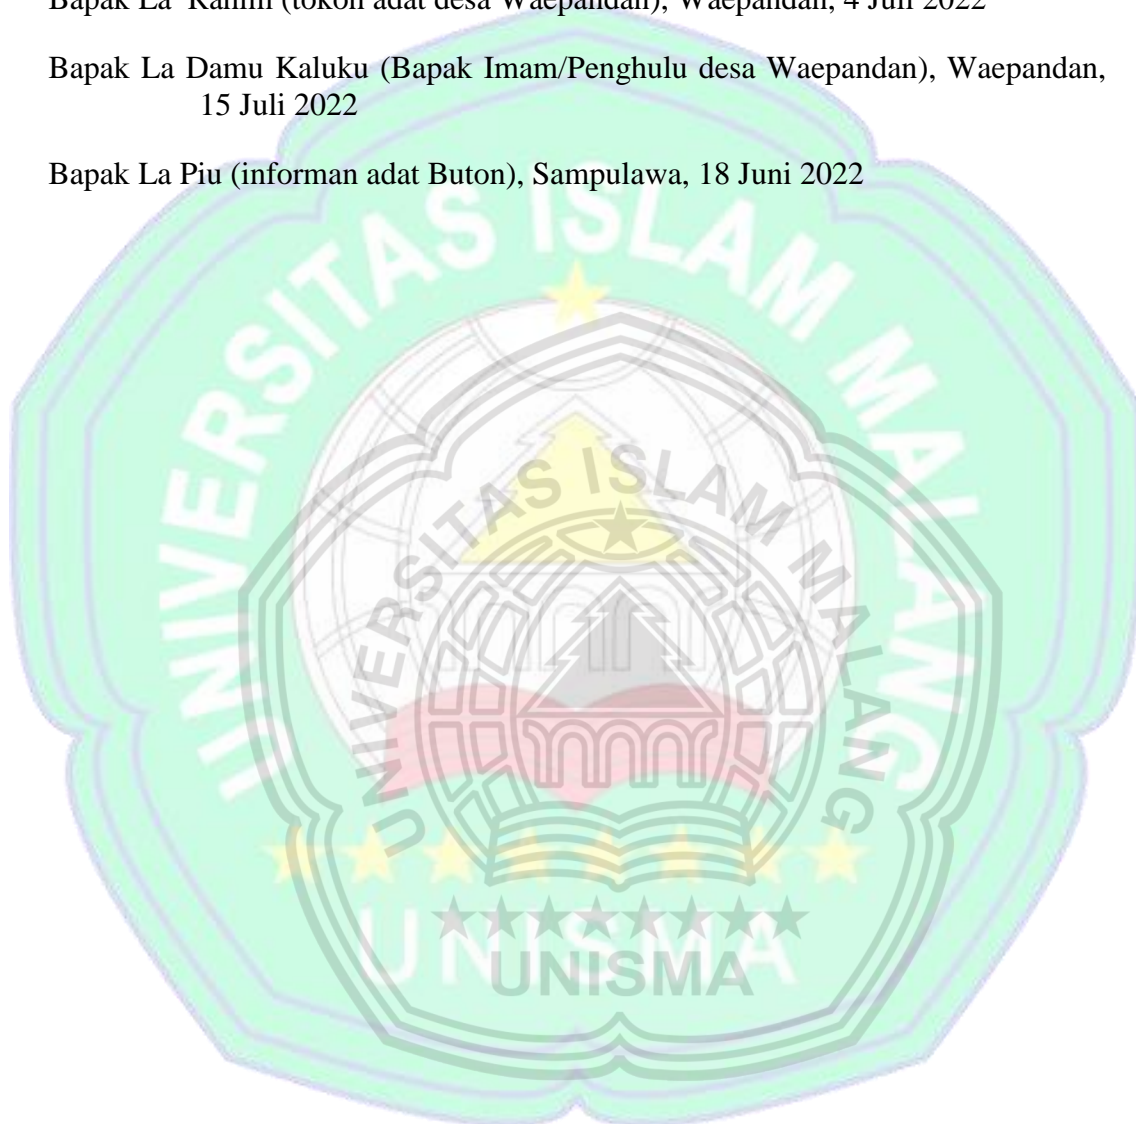 Bapak La Rahim (tokoh adat desa Waepandan), Waepandan, 4 Juli 2022
Bapak La Damu Kaluku (Bapak Imam/Penghulu desa Waepandan), Waepandan,
15 Juli 2022
Bapak La Piu (informan adat Buton), Sampulawa, 18 Juni 2022
UNIVERSITAS ISLAM MALANG
UNISMA
UNIVERSITAS ISLAM MALANG
UNISMA